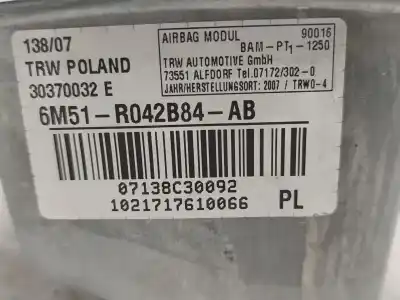 138/07
TRW POLAND
30370032 E
AIRBAG MODUL 90016
BAM-PT1-1250
TRW AUTOMOTIVE GmbH
73551 ALFDORF Tel.07172/302-0
JAHR/HERSTELLUNGSORT: 2007 / TRWO-4
6M51-R042B84-AB
07138C30092
1021717610066 PL